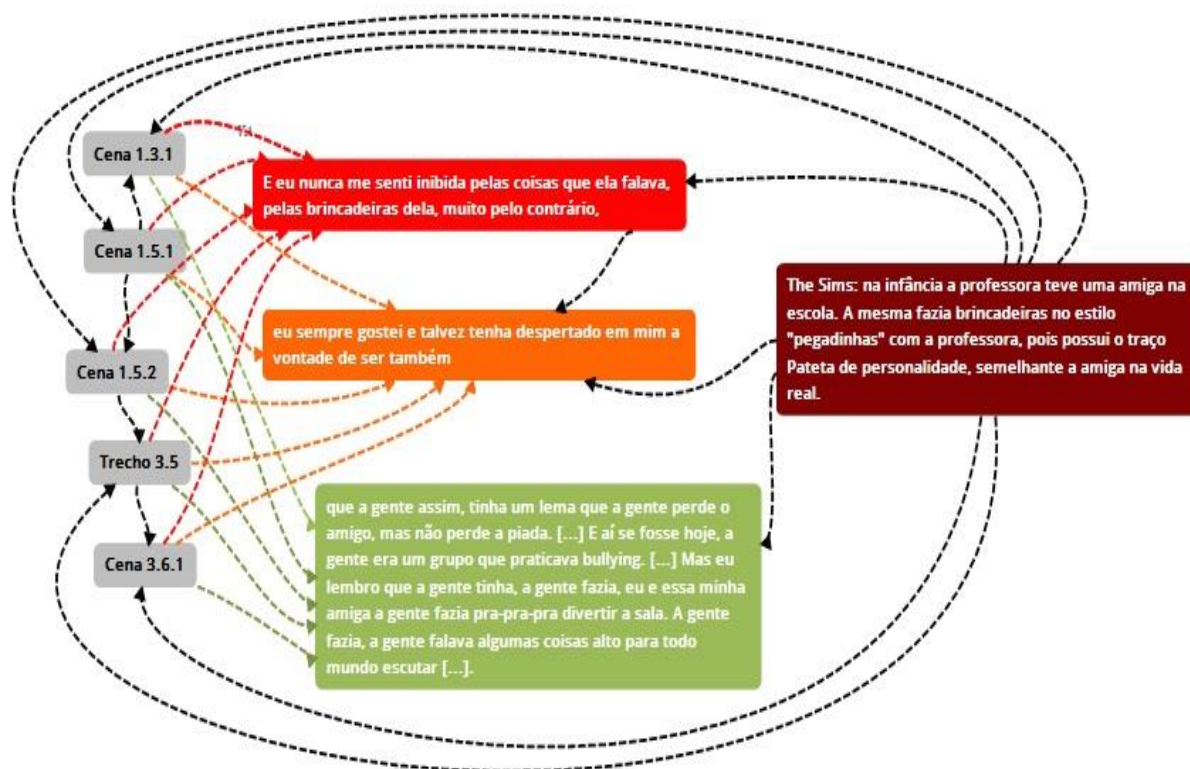 Cena 1.3.1
E eu nunca me senti inibida pelas coisas que ela falava,
pelas brincadeiras dela, muito pelo contrário,
Cena 1.5.1
The Sims: na infância a professora teve uma amiga na
escola. A mesma fazia brincadeiras no estilo
"pegadinhas" com a professora, pois possui o traço
Pateta de personalidade, semelhante a amiga na vida
real.
eu sempre gostei e talvez tenha despertado em mim a
vontade de ser também
Cena 1.5.2
Trecho 3.5
que a gente assim, tinha um lema que a gente perde o
amigo, mas não perde a piada. [...] E aí se fosse hoje, a
gente era um grupo que praticava bullying. [...] Mas eu
lembro que a gente tinha, a gente fazia, eu e essa minha
amiga a gente fazia pra-pra-pra divertir a sala. A gente
fazia, a gente falava algumas coisas alto para todo
mundo escutar [...].
Cena 3.6.1